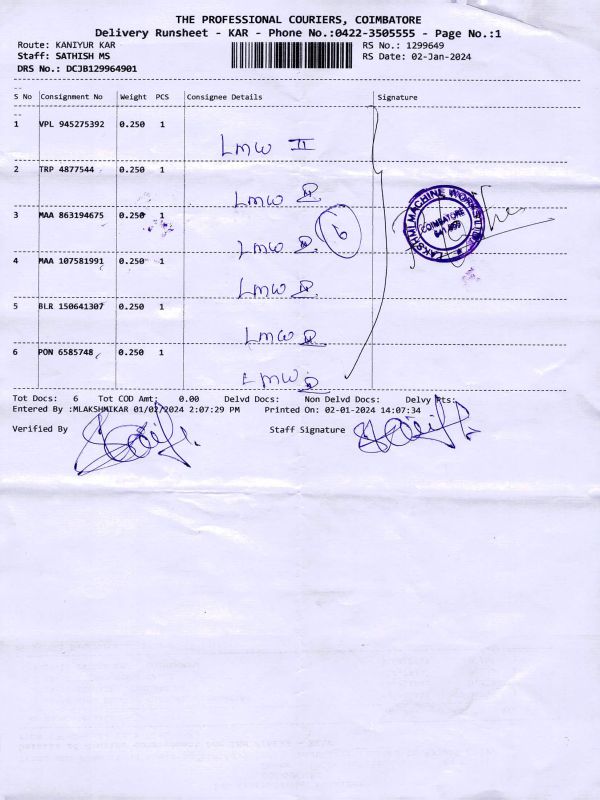 THE PROFESSIONAL COURIERS, COIMBATORE
Delivery Runsheet - KAR - Phone No.:0422-3505555 - Page No.:1
Route: KANIYUR KAR RS No.: 1299649
Staff: SATHISH MS RS Date: 02-Jan-2024
DRS No.: DCJB129964901
S No Consignment No Weight PCS Consignee Details Signature
1 VPL 945275392 0.250 1
LMW II
2 TRP 4877544 0.250 1
LMW
3 MAA 863194675 0.250 1
6
LMW
4 MAA 107581991 0.250 1
LMW
5 BLR 150641307 0.250 1
LMW
6 PON 6585748 0.250 1
LMW
LAKSHMI MACHINE WORKS
COIMBATORE
Tot Docs: 6 Tot COD Amt: 0.00 Delvd Docs: Non Delvd Docs: Delvy Pts:
Entered By :MLAKSHMIKAR 01/02/2024 2:07:29 PM Printed On: 02-01-2024 14:07:34
Verified By Staff Signature